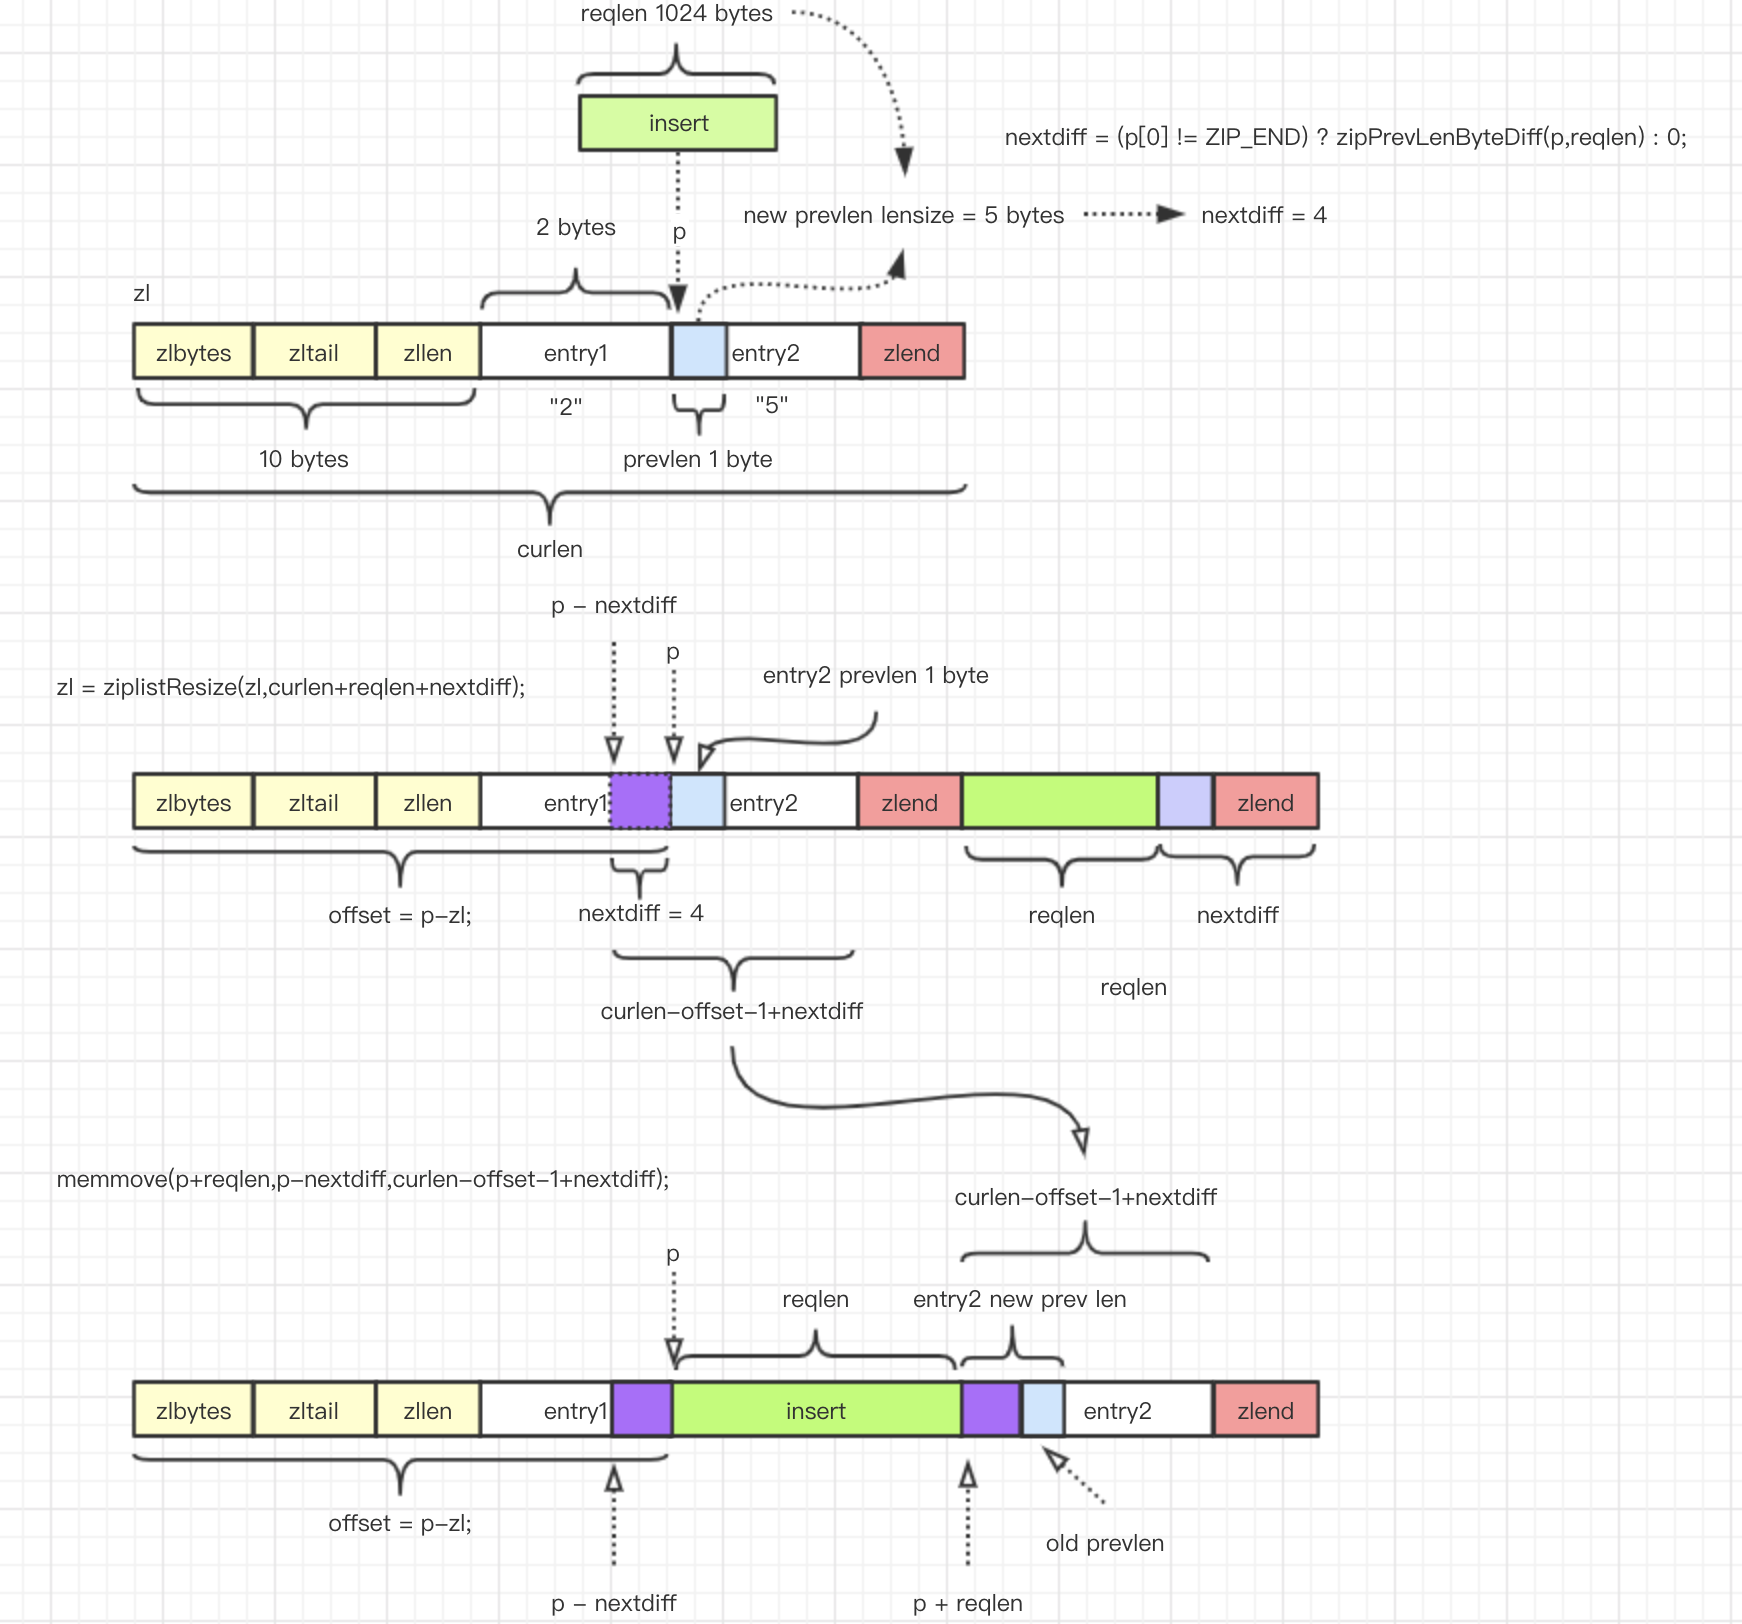 reqlen 1024 bytes
insert
nextdiff = (p[0] != ZIP_END) ? zipPrevLenByteDiff(p,reqlen) : 0;
2 bytes
p
new prevlen lensize = 5 bytes
nextdiff = 4
zl
zlbytes
zltail
zllen
entry1
entry2
zlend
"2"
"5"
10 bytes
prevlen 1 byte
curlen
p – nextdiff
p
entry2 prevlen 1 byte
zl = ziplistResize(zl,curlen+reqlen+nextdiff);
zlbytes
zltail
zllen
entry1
entry2
zlend
zlend
offset = p–zl;
nextdiff = 4
reqlen
nextdiff
reqlen
curlen–offset–1+nextdiff
memmove(p+reqlen,p–nextdiff,curlen–offset–1+nextdiff);
curlen–offset–1+nextdiff
p
reqlen
entry2 new prev len
zlbytes
zltail
zllen
entry1
insert
entry2
zlend
offset = p–zl;
old prevlen
p – nextdiff
p + reqlen